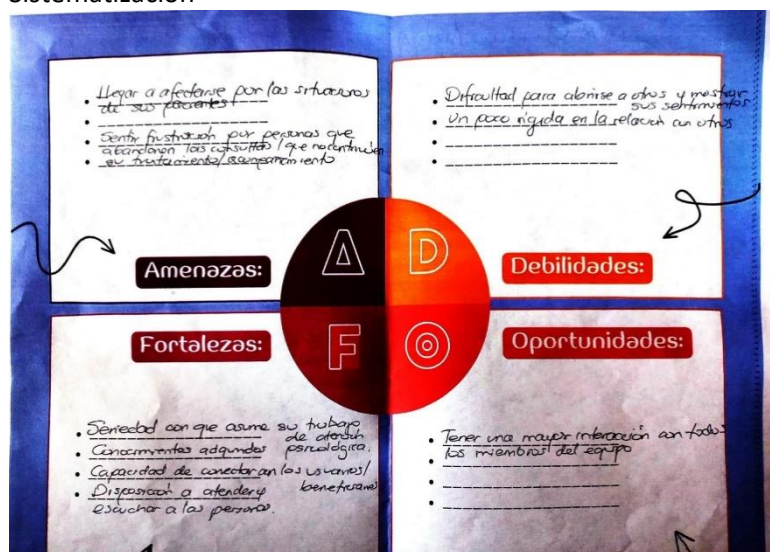 Sistematización
• Llegar a afectarse por las situaciones
de sus pacientes
•
• Sentir frustración por personas que
abandonan las consultas / que no continúen
• su tratamiento/acompañamiento
Amenazas:
A
• Dificultad para abrirse a otros y mostrar
sus sentimientos
• Un poco rígida en la relación con otros
•
•
D
Debilidades:
Fortalezas:
F
• Seriedad con que asume su trabajo
de atención
• Conocimientos adquiridos psicológica.
• Capacidad de conectar con los usuarios/
beneficiarios
• Disposición a atender y
escuchar a las personas.
O
Oportunidades:
• Tener una mayor interacción con todos
• los miembros del equipo
•
•